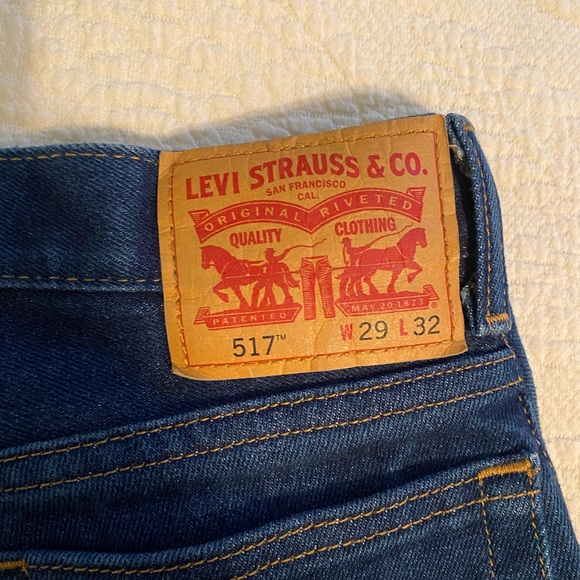 LEVI STRAUSS & CO.
SAN FRANCISCO
CAL.
ORIGINAL RIVETED
QUALITY CLOTHING
PATENTED MAY 20 1873 ®
517™ W 29 L 32